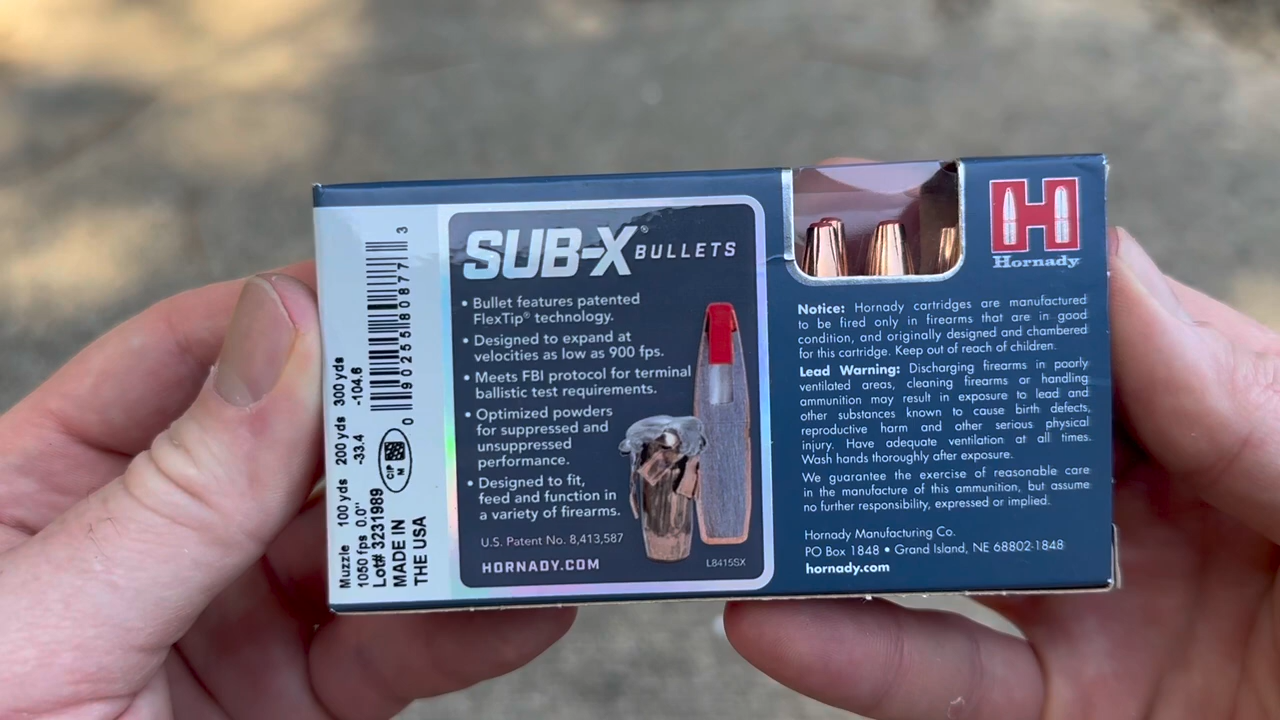 SUB-X® BULLETS
• Bullet features patented
FlexTip® technology.
• Designed to expand at
velocities as low as 900 fps.
• Meets FBI protocol for terminal
ballistic test requirements.
• Optimized powders
for suppressed and
unsuppressed
performance.
• Designed to fit,
feed and function in
a variety of firearms.
U.S. Patent No. 8,413,587
HORNADY.COM
L8415SX
H
Hornady
Notice: Hornady cartridges are manufactured
to be fired only in firearms that are in good
condition, and originally designed and chambered
for this cartridge. Keep out of reach of children.
Lead Warning: Discharging firearms in poorly
ventilated areas, cleaning firearms or handling
ammunition may result in exposure to lead and
other substances known to cause birth defects,
reproductive harm and other serious physical
injury. Have adequate ventilation at all times.
Wash hands thoroughly after exposure.
We guarantee the exercise of reasonable care
in the manufacture of this ammunition, but assume
no further responsibility, expressed or implied.
Hornady Manufacturing Co.
PO Box 1848 • Grand Island, NE 68802-1848
hornady.com
Muzzle 100 yds 200 yds 300 yds
1050 fps 0.0" -33.4 -104.6
Lot# 3231989
MADE IN
THE USA
CIP
M
0 19025580877 3